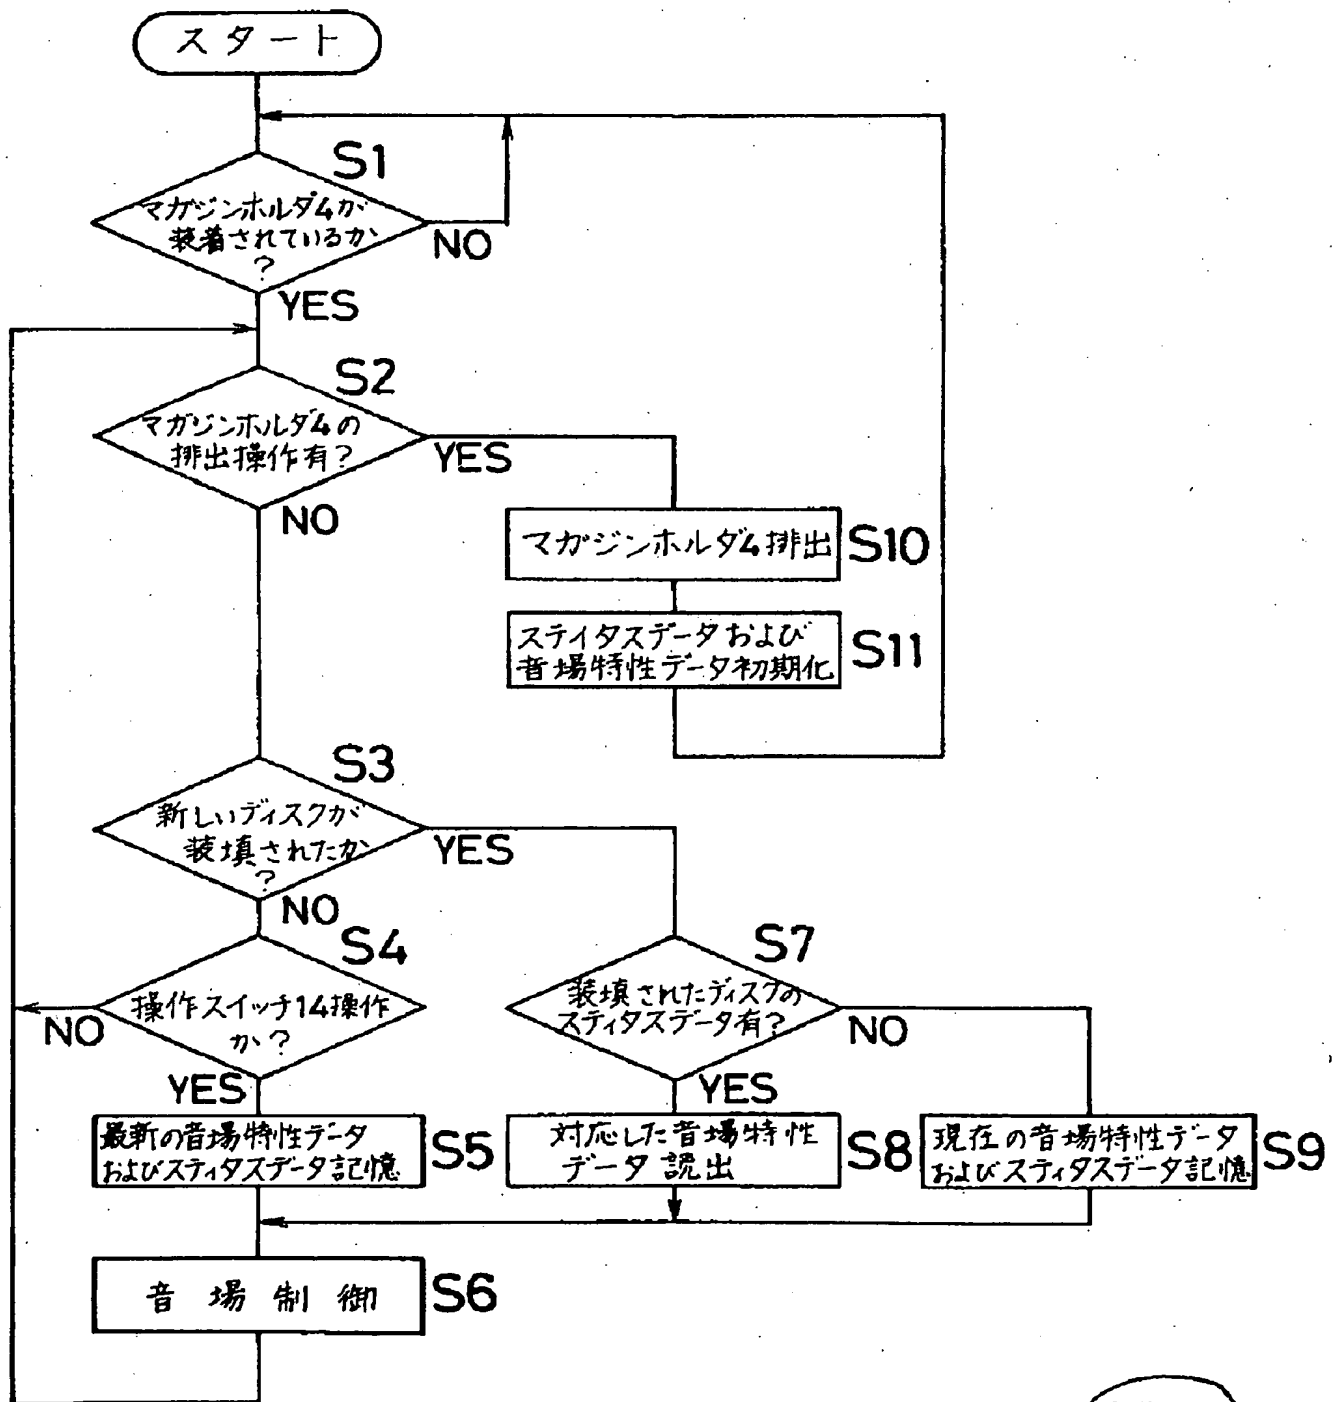 スタート
S1
マガジンホルダ4が
装着されているか
?
NO
YES
S2
マガジンホルダ4の
排出操作有?
YES
NO
マガジンホルダ4排出
S10
ステイタスデータおよび
音場特性データ初期化
S11
S3
新しいディスクが
装填されたか
?
YES
NO
S4
操作スイッチ14操作
か?
NO
YES
S7
装填されたディスクの
スティタスデータ有?
NO
YES
最新の音場特性データ
およびスティタスデータ記憶
S5
対応した音場特性
データ読出
S8
現在の音場特性データ
およびスティタスデータ記憶
S9
音場制御
S6